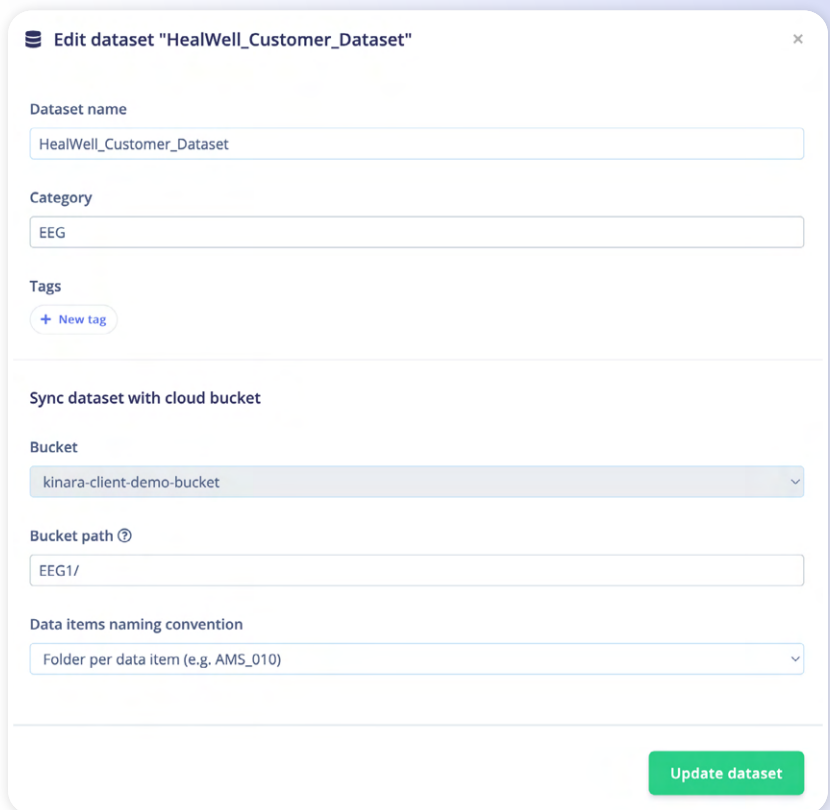 Edit dataset "HealWell_Customer_Dataset"
Dataset name
HealWell_Customer_Dataset
Category
EEG
Tags
+ New tag
Sync dataset with cloud bucket
Bucket
kinara-client-demo-bucket
Bucket path ?
EEG1/
Data items naming convention
Folder per data item (e.g. AMS_010)
Update dataset